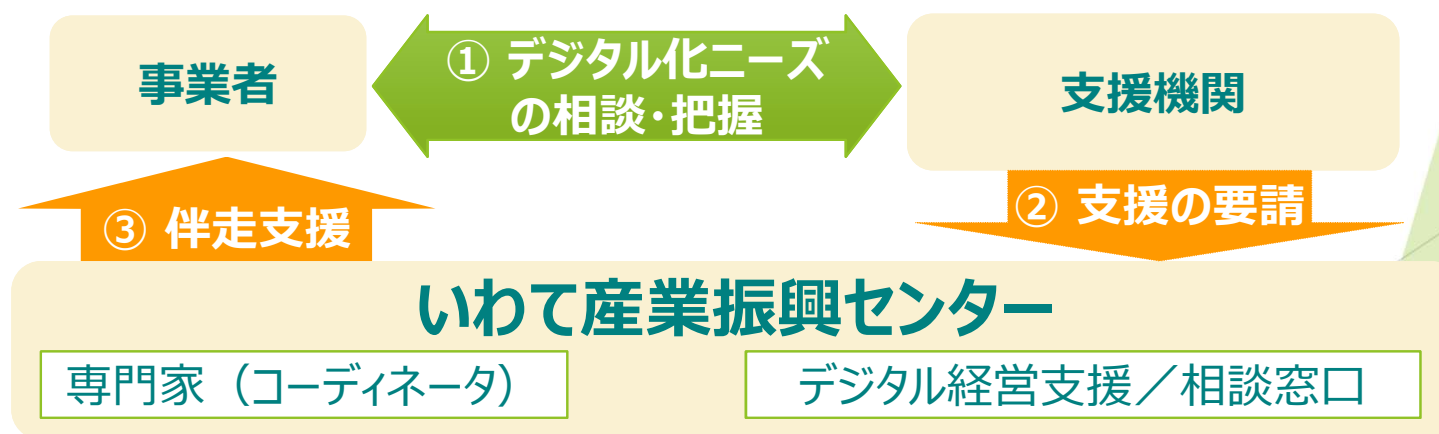 事業者
① デジタル化ニーズ
の相談・把握
支援機関
③ 伴走支援
② 支援の要請
いわて産業振興センター
専門家（コーディネータ）
デジタル経営支援／相談窓口